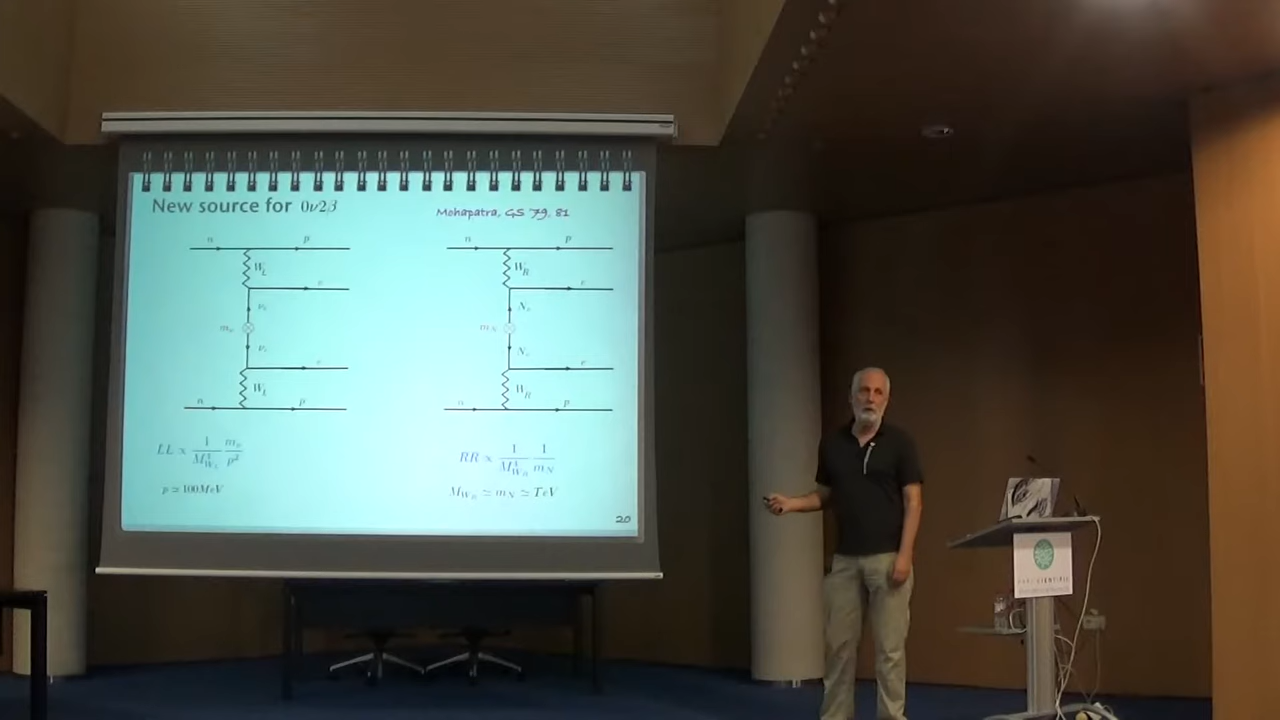 New source for 0ν2β
Mohapatra, GS 79, 81
n p
W_L
e
ν_e
m_ν
ν_e
e
W_L
n p
n p
W_R
e
N_e
m_N
N_e
e
W_R
n p
LL ∝ 1/M_{W_L}^4 m_ν/p^2
p ≃ 100MeV
RR ∝ 1/M_{W_R}^4 1/m_N
M_{W_R} ≃ m_N ≃ TeV
20